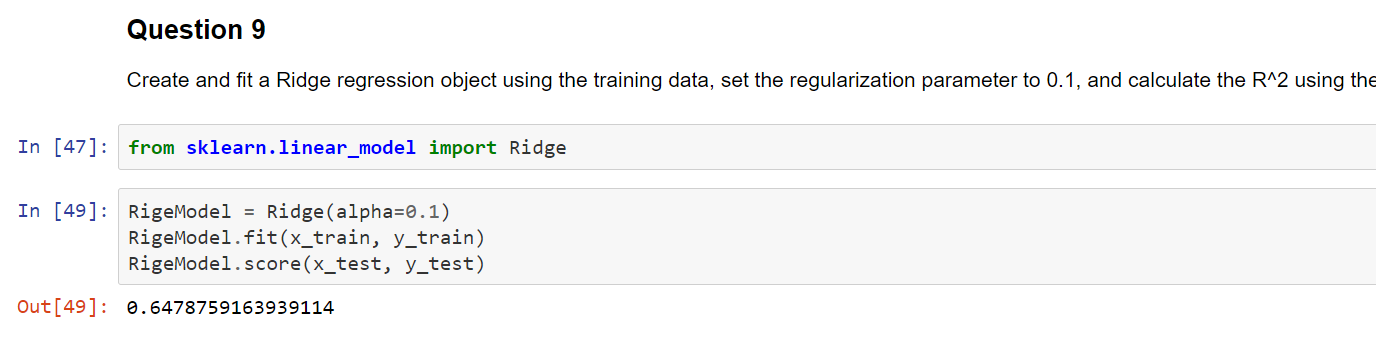 Question 9
Create and fit a Ridge regression object using the training data, set the regularization parameter to 0.1, and calculate the R^2 using the
In [47]: from sklearn.linear_model import Ridge
In [49]: RigeModel = Ridge(alpha=0.1)
RigeModel.fit(x_train, y_train)
RigeModel.score(x_test, y_test)
Out[49]: 0.6478759163939114